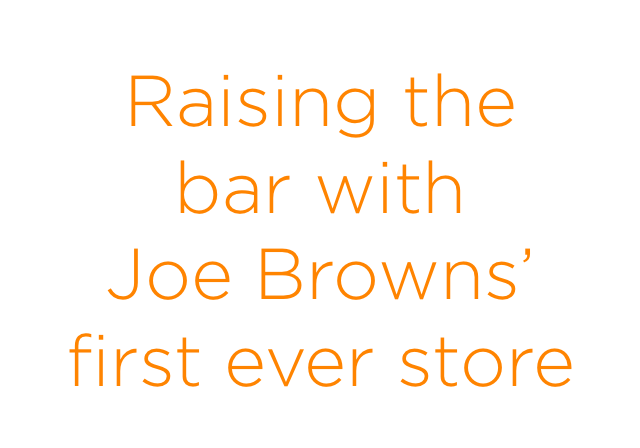 Raising the
bar with
Joe Browns’
first ever store